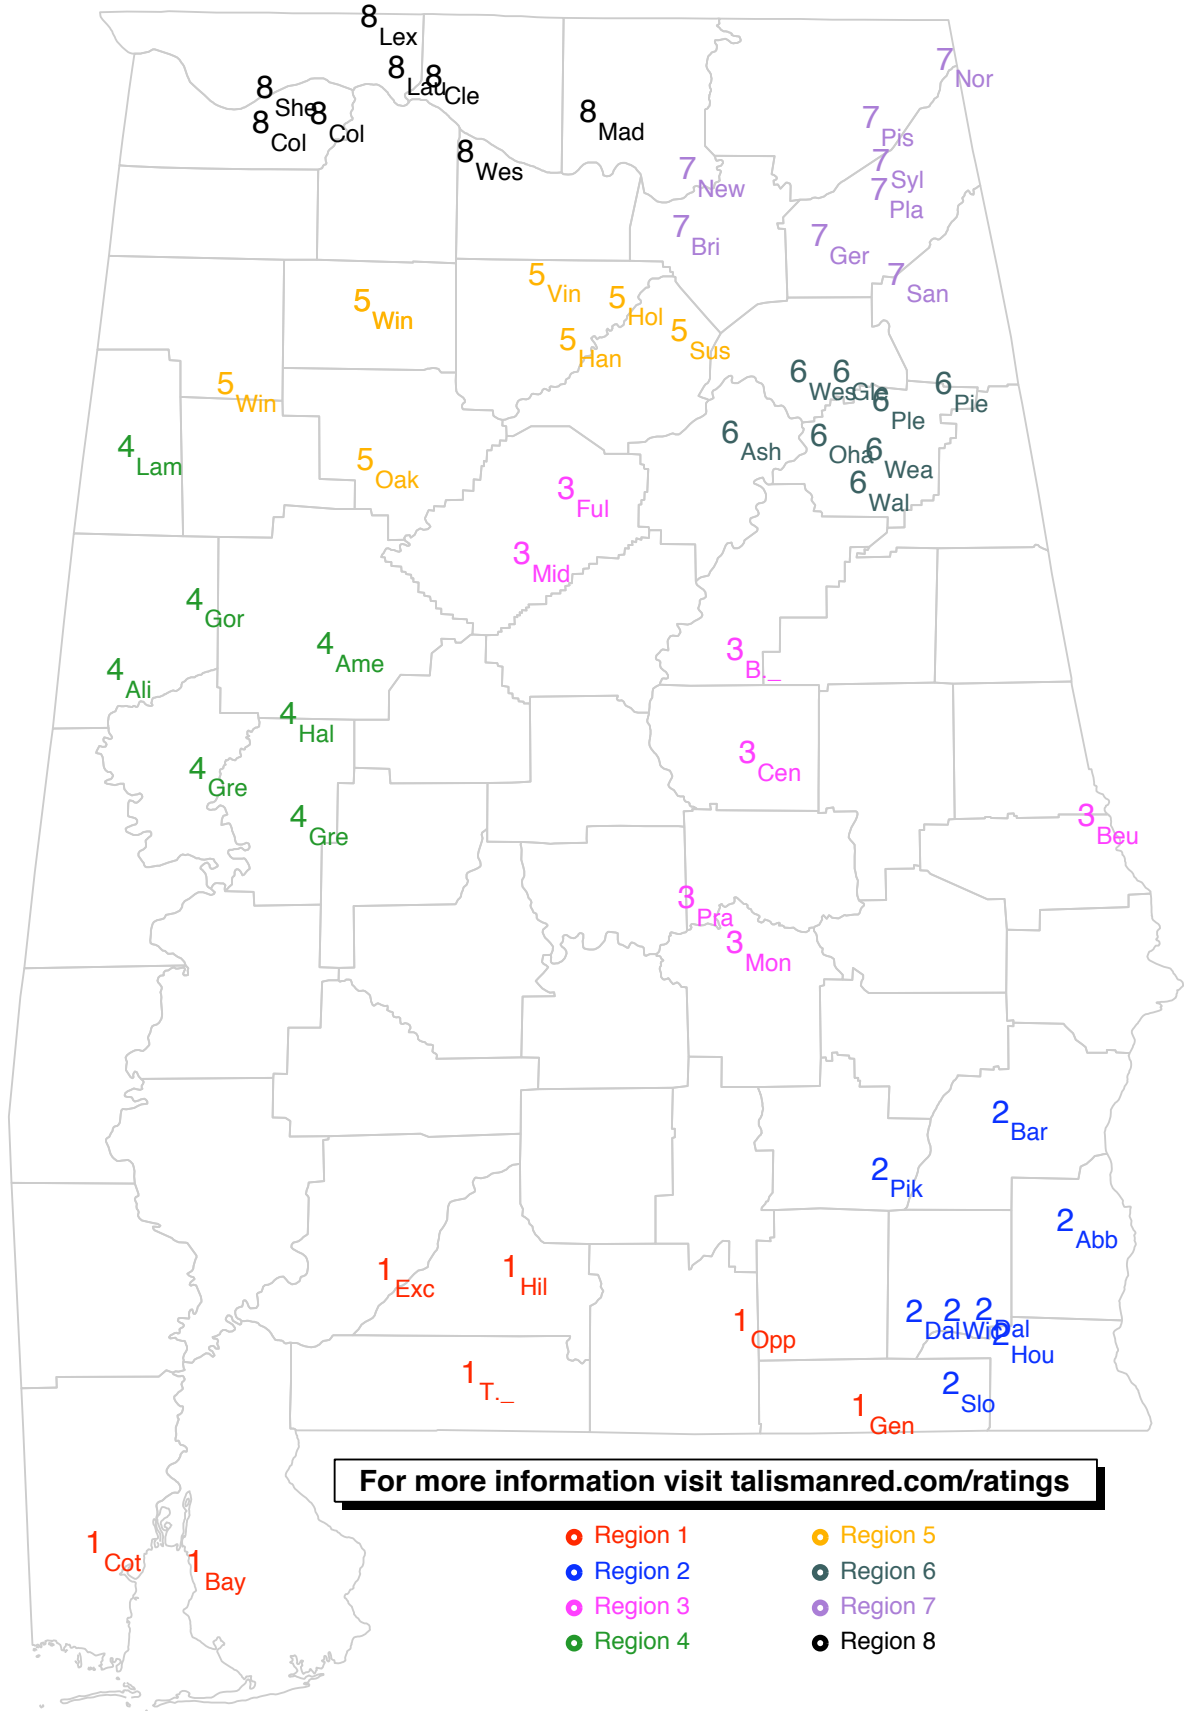 8 Lex
8 Lau
8 Cle
8 She
8 Col
8 Col
8 Mad
8 Wes
7 Nor
7 Pis
7 Syl
7 Pla
7 New
7 Bri
7 Ger
7 San
5 Vin
5 Hol
5 Win
5 Sus
5 Han
5 Win
5 Oak
6 Wes
6 Gle
6 Ple
6 Pie
6 Ash
6 Oha
6 Wea
6 Wal
4 Lam
3 Ful
3 Mid
4 Gor
4 Ame
4 Ali
3 B._
4 Hal
3 Cen
4 Gre
4 Gre
3 Beu
3 Pra
3 Mon
2 Bar
2 Pik
2 Abb
1 Exc
1 Hil
1 Opp
2 Dal
2 Wic
2 Dal
2 Hou
1 T._
2 Slo
1 Gen
For more information visit talismanred.com/ratings
1 Cot
1 Bay
Region 1
Region 2
Region 3
Region 4
Region 5
Region 6
Region 7
Region 8